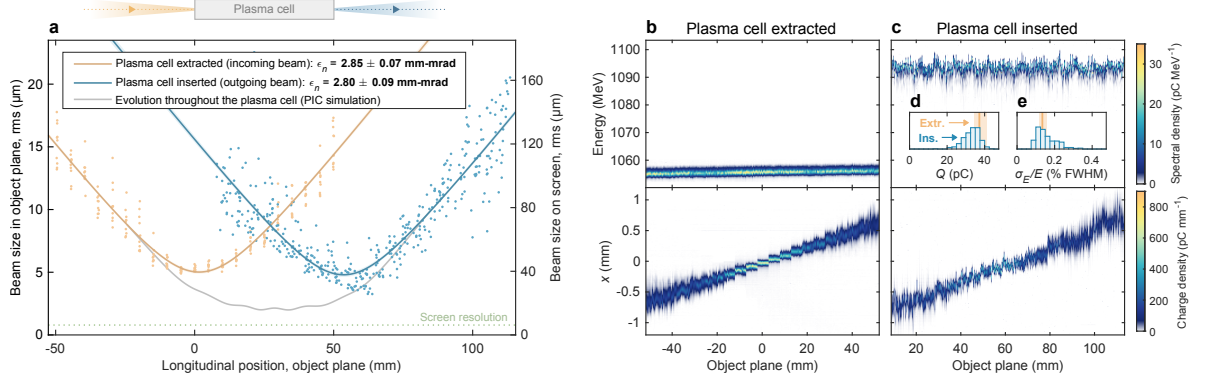 Plasma cell
a
Plasma cell extracted (incoming beam): ϵn = 2.85 ± 0.07 mm-mrad
Plasma cell inserted (outgoing beam): ϵn = 2.80 ± 0.09 mm-mrad
Evolution throughout the plasma cell (PIC simulation)
Beam size in object plane, rms (μm)
20
15
10
5
0
Beam size on screen, rms (μm)
160
120
80
40
0
Screen resolution
-50 0 50 100
Longitudinal position, object plane (mm)
b Plasma cell extracted
Energy (MeV)
1100
1090
1080
1070
1060
x (mm)
1
0.5
0
-0.5
-1
-40 -20 0 20 40
Object plane (mm)
c Plasma cell inserted
d
Extr.
Ins.
0 20 40
Q (pC)
e
0 0.2 0.4
σE/E (% FWHM)
20 40 60 80 100
Object plane (mm)
Spectral density (pC MeV-1)
30
20
10
0
Charge density (pC mm-1)
800
600
400
200
0